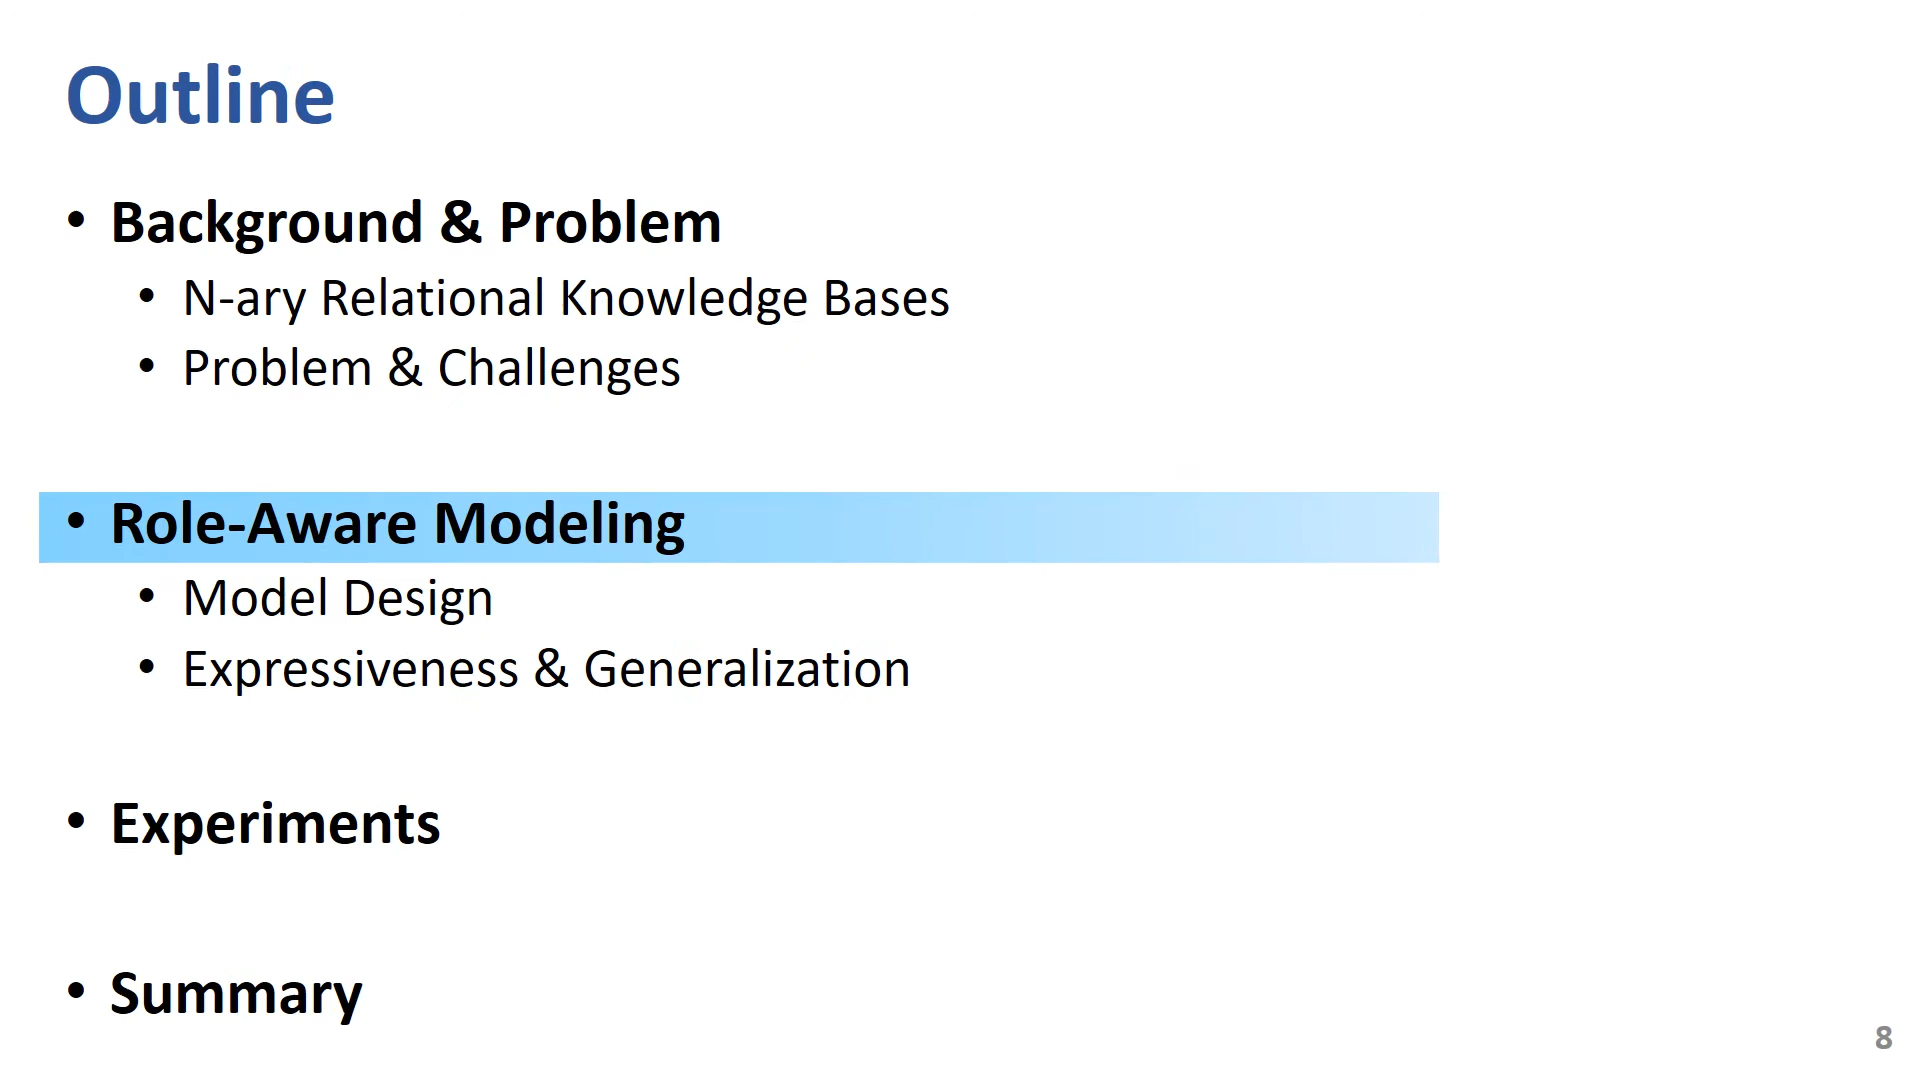 Outline
• Background & Problem
• N-ary Relational Knowledge Bases
• Problem & Challenges
• Role-Aware Modeling
• Model Design
• Expressiveness & Generalization
• Experiments
• Summary
8